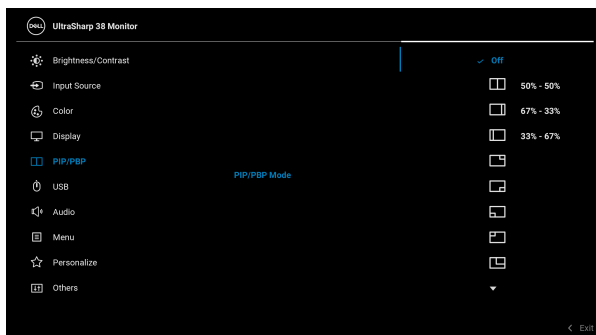 DELL UltraSharp 38 Monitor
Brightness/Contrast
Off
Input Source
50% - 50%
Color
67% - 33%
Display
33% - 67%
PIP/PBP
PIP/PBP Mode
USB
Audio
Menu
Personalize
Others
Exit